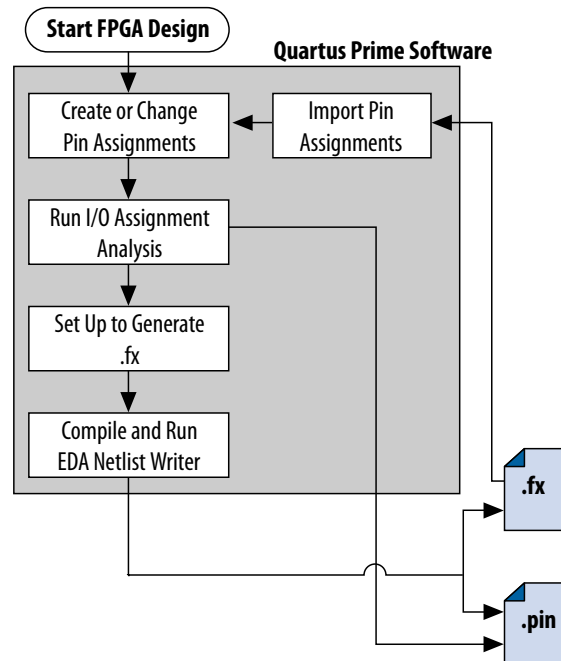 Start FPGA Design
Quartus Prime Software
Create or Change
Pin Assignments
Import Pin
Assignments
Run I/O Assignment
Analysis
Set Up to Generate
.fx
Compile and Run
EDA Netlist Writer
.fx
.pin